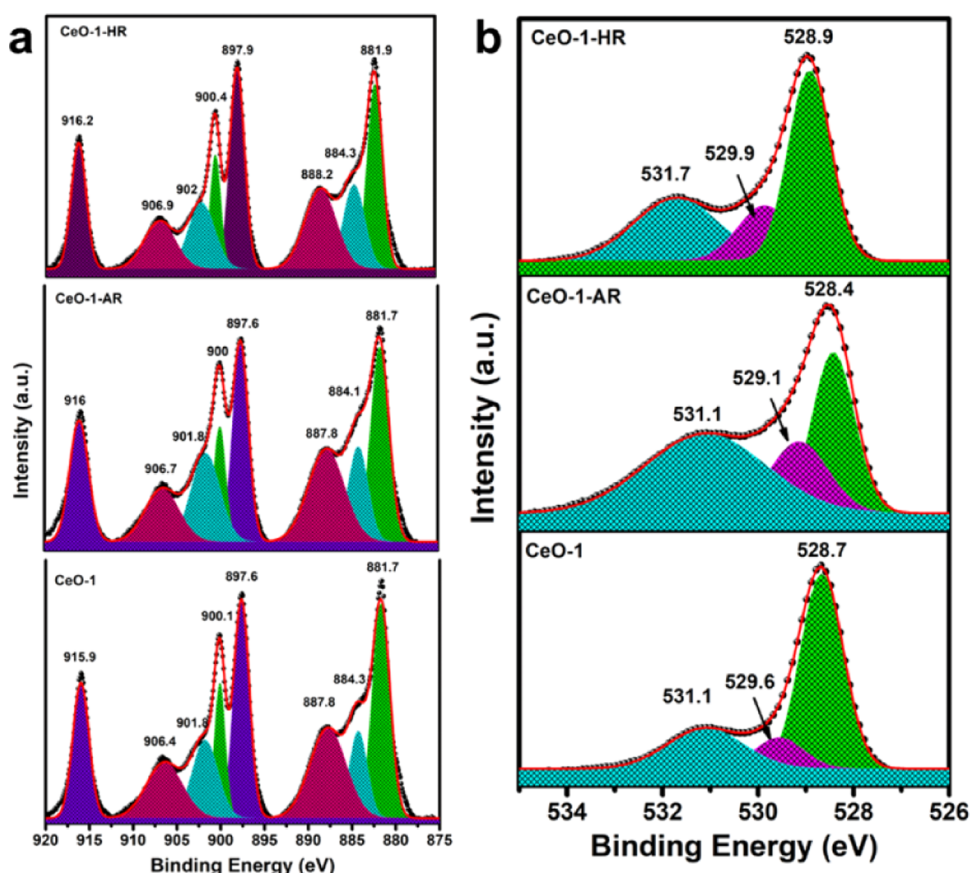 a
CeO-1-HR
916.2
906.9
902
900.4
897.9
888.2
884.3
881.9
CeO-1-AR
916
906.7
901.8
900
897.6
887.8
884.1
881.7
CeO-1
915.9
906.4
901.8
900.1
897.6
887.8
884.3
881.7
Intensity (a.u.)
920 915 910 905 900 895 890 885 880 875
Binding Energy (eV)
b
CeO-1-HR
531.7
529.9
528.9
CeO-1-AR
531.1
529.1
528.4
CeO-1
531.1
529.6
528.7
Intensity (a.u.)
534 532 530 528 526
Binding Energy (eV)